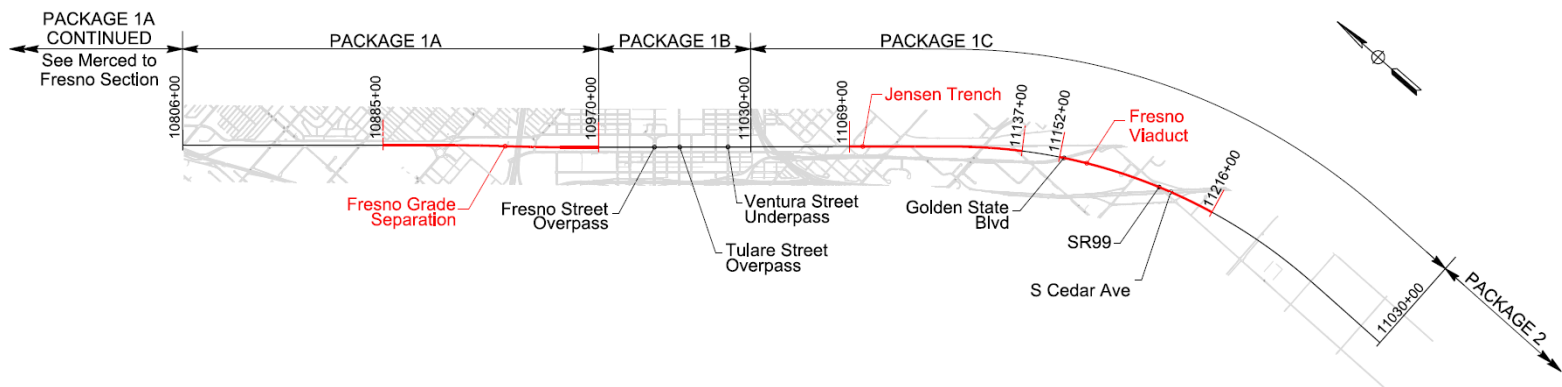 PACKAGE 1A
CONTINUED
See Merced to
Fresno Section
PACKAGE 1A
PACKAGE 1B
PACKAGE 1C
10806+00
10885+00
10970+00
11030+00
11069+00
Jensen Trench
11137+00
11152+00
Fresno
Viaduct
11216+00
Fresno Grade
Separation
Fresno Street
Overpass
Ventura Street
Underpass
Tulare Street
Overpass
Golden State
Blvd
SR99
S Cedar Ave
11030+00
PACKAGE 2